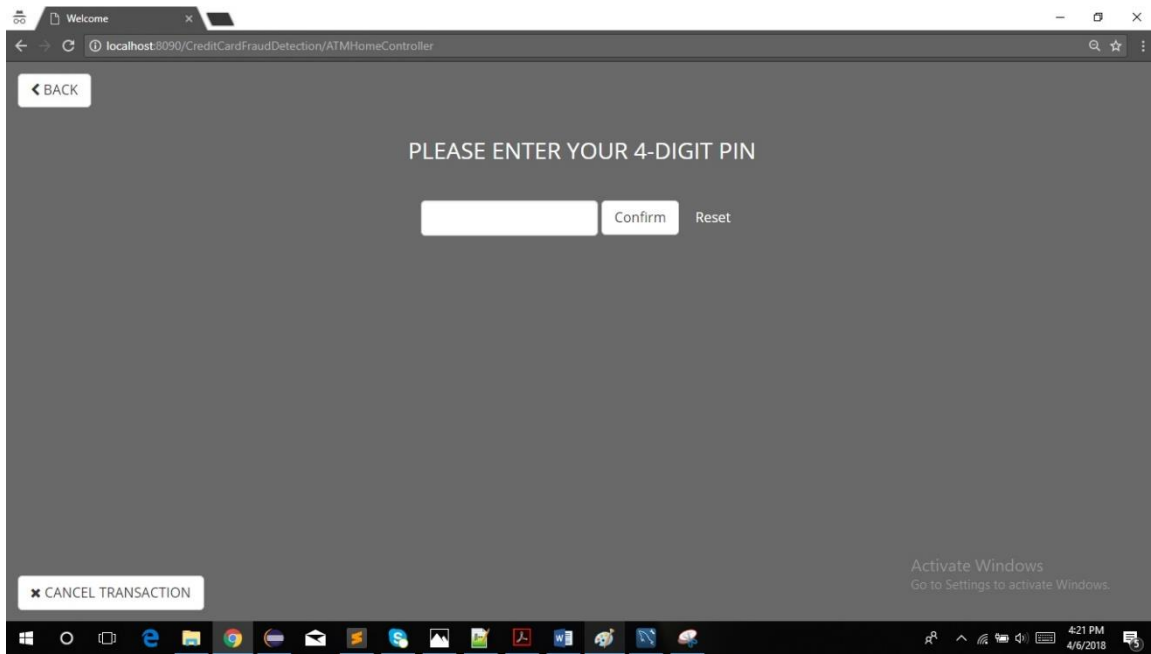 Welcome
localhost:8090/CreditCardFraudDetection/ATMHomeController
BACK
PLEASE ENTER YOUR 4-DIGIT PIN
Confirm Reset
Activate Windows
Go to Settings to activate Windows.
CANCEL TRANSACTION
4:21 PM
4/6/2018
5